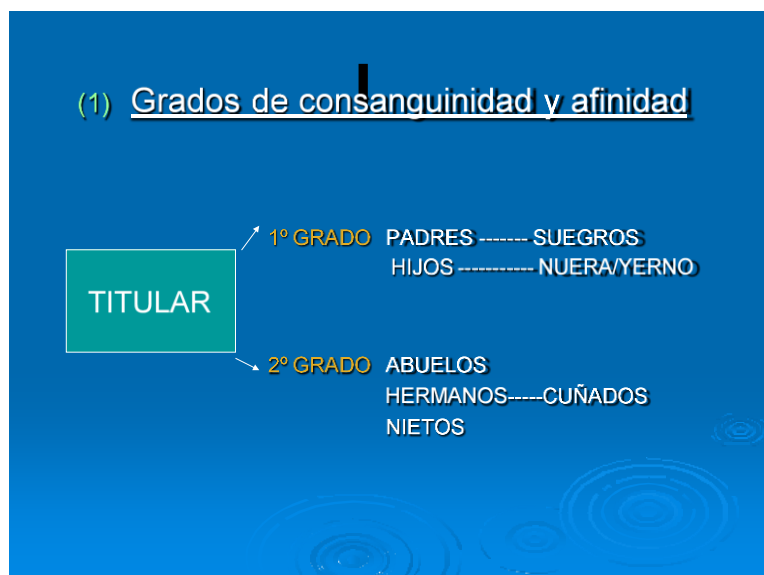 (1) Grados de consanguinidad y afinidad
1º GRADO PADRES ------- SUEGROS
HIJOS ----------- NUERA/YERNO
TITULAR
2º GRADO ABUELOS
HERMANOS-----CUÑADOS
NIETOS